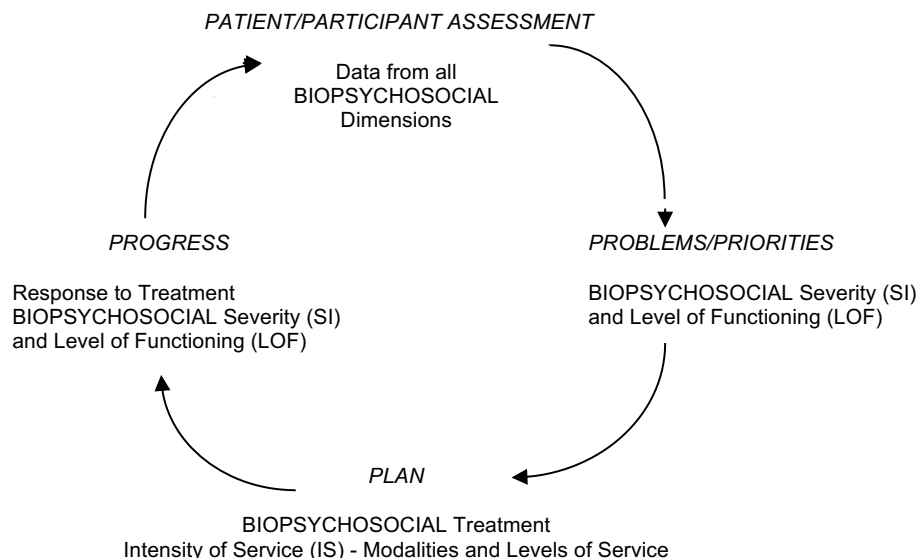 PATIENT/PARTICIPANT ASSESSMENT
Data from all
BIOPSYCHOSOCIAL
Dimensions
PROGRESS
Response to Treatment
BIOPSYCHOSOCIAL Severity (SI)
and Level of Functioning (LOF)
PROBLEMS/PRIORITIES
BIOPSYCHOSOCIAL Severity (SI)
and Level of Functioning (LOF)
PLAN
BIOPSYCHOSOCIAL Treatment
Intensity of Service (IS) - Modalities and Levels of Service